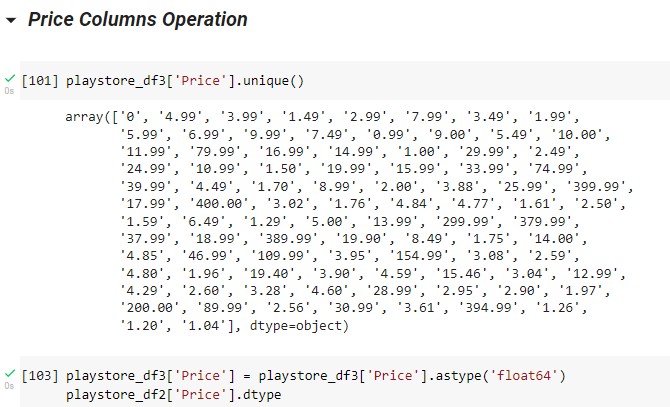 Price Columns Operation
[101] playstore_df3['Price'].unique()
0s
array(['0', '4.99', '3.99', '1.49', '2.99', '7.99', '3.49', '1.99',
'5.99', '6.99', '9.99', '7.49', '0.99', '9.00', '5.49', '10.00',
'11.99', '79.99', '16.99', '14.99', '1.00', '29.99', '2.49',
'24.99', '10.99', '1.50', '19.99', '15.99', '33.99', '74.99',
'39.99', '4.49', '1.70', '8.99', '2.00', '3.88', '25.99', '399.99',
'17.99', '400.00', '3.02', '1.76', '4.84', '4.77', '1.61', '2.50',
'1.59', '6.49', '1.29', '5.00', '13.99', '299.99', '379.99',
'37.99', '18.99', '389.99', '19.90', '8.49', '1.75', '14.00',
'4.85', '46.99', '109.99', '3.95', '154.99', '3.08', '2.59',
'4.80', '1.96', '19.40', '3.90', '4.59', '15.46', '3.04', '12.99',
'4.29', '2.60', '3.28', '4.60', '28.99', '2.95', '2.90', '1.97',
'200.00', '89.99', '2.56', '30.99', '3.61', '394.99', '1.26',
'1.20', '1.04'], dtype=object)
[103] playstore_df3['Price'] = playstore_df3['Price'].astype('float64')
0s
playstore_df2['Price'].dtype